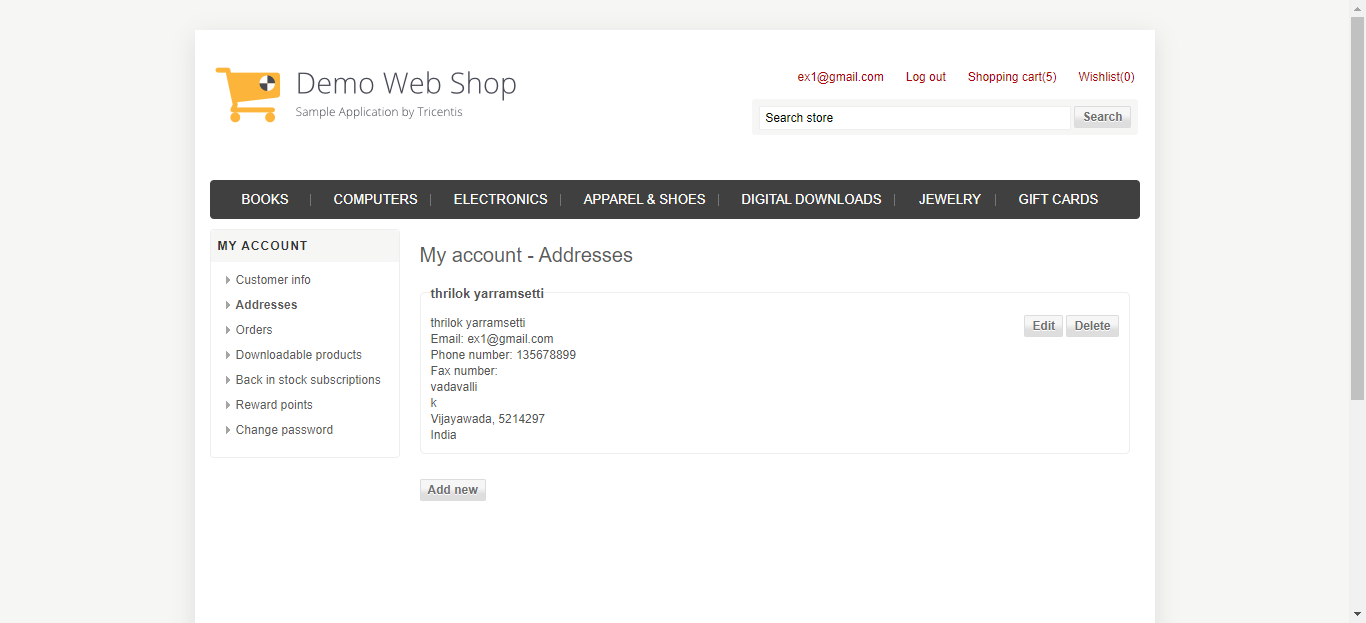 Demo Web Shop
Sample Application by Tricentis
ex1@gmail.com Log out Shopping cart(5) Wishlist(0)
Search store Search
BOOKS COMPUTERS ELECTRONICS APPAREL & SHOES DIGITAL DOWNLOADS JEWELRY GIFT CARDS
MY ACCOUNT
Customer info
Addresses
Orders
Downloadable products
Back in stock subscriptions
Reward points
Change password
My account - Addresses
thrilok yarramsetti
thrilok yarramsetti
Edit Delete
Email: ex1@gmail.com
Phone number: 135678899
Fax number:
vadavalli
k
Vijayawada, 5214297
India
Add new